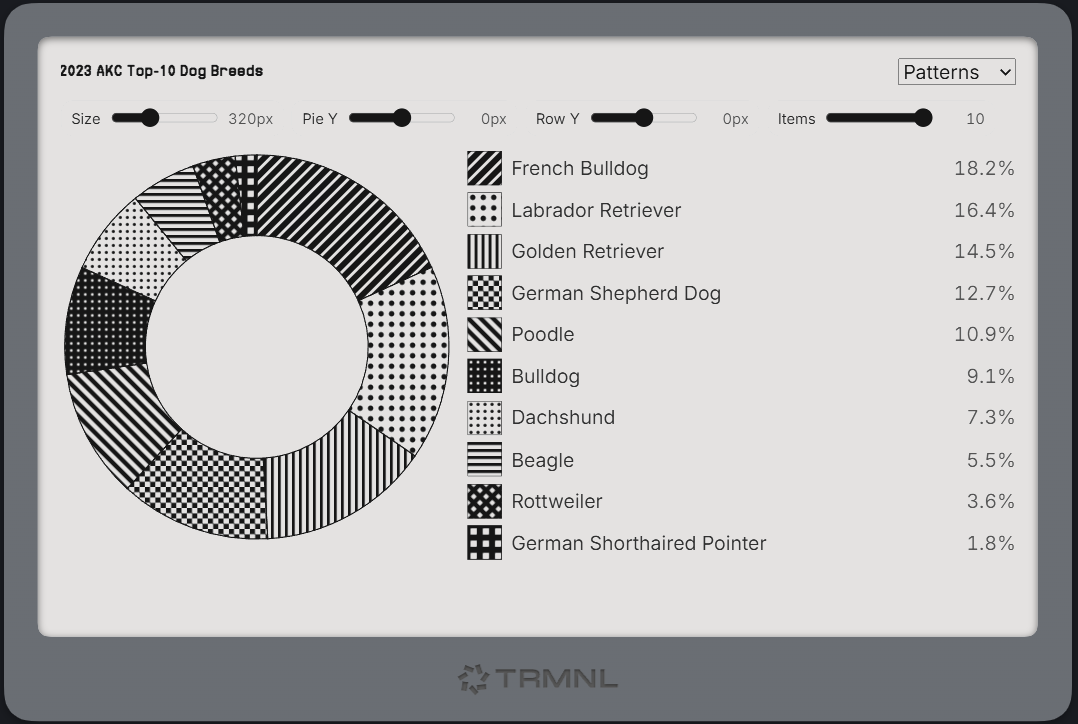 2023 AKC Top-10 Dog Breeds
Patterns
Size 320px Pie Y 0px Row Y 0px Items 10
French Bulldog 18.2%
Labrador Retriever 16.4%
Golden Retriever 14.5%
German Shepherd Dog 12.7%
Poodle 10.9%
Bulldog 9.1%
Dachshund 7.3%
Beagle 5.5%
Rottweiler 3.6%
German Shorthaired Pointer 1.8%
TRMNL